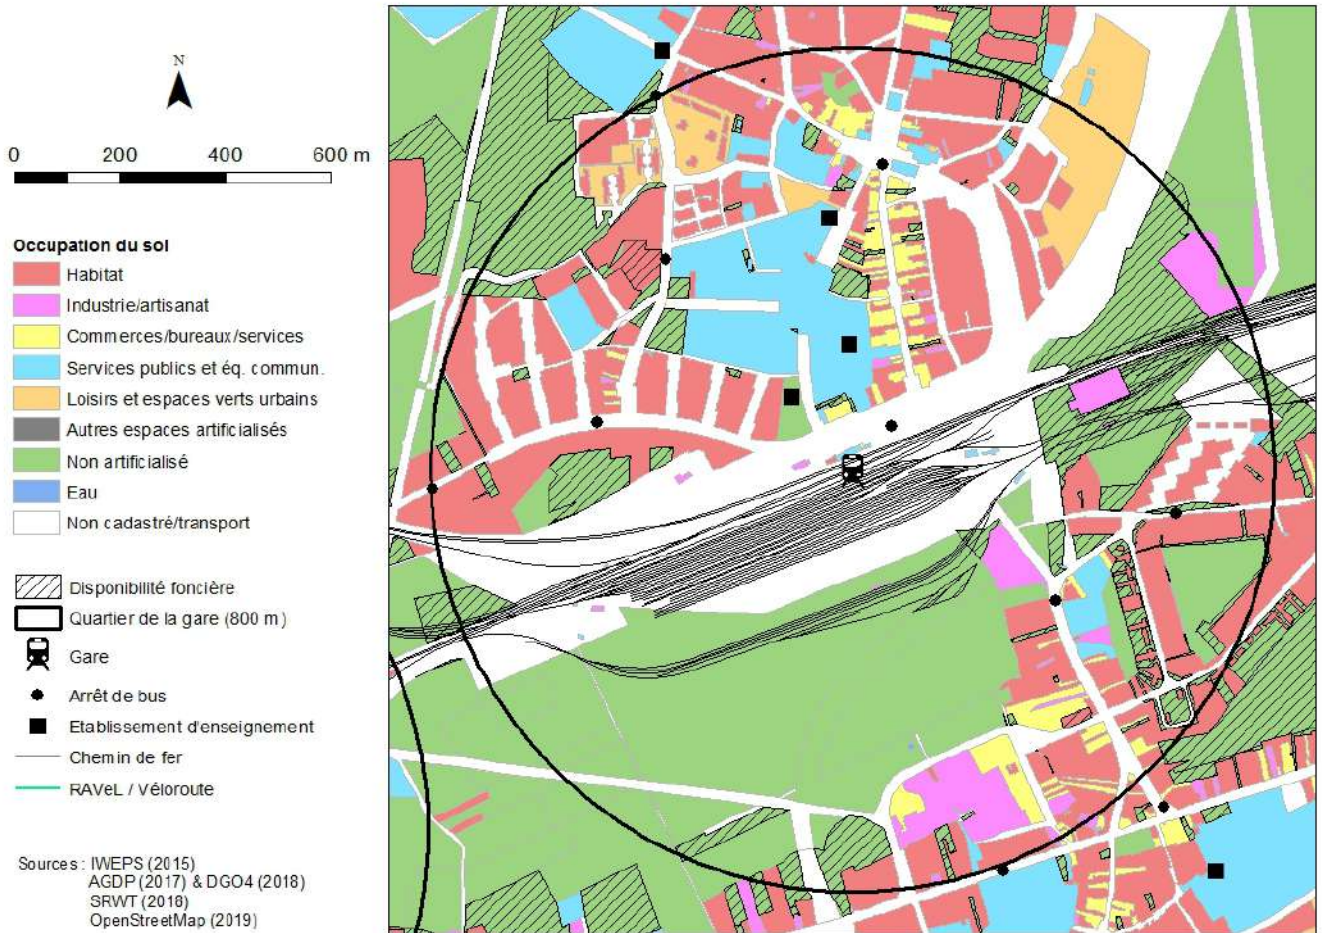 N
0 200 400 600 m
Occupation du sol
Habitat
Industrie/artisanat
Commerces/bureaux/services
Services publics et éq. commun.
Loisirs et espaces verts urbains
Autres espaces artificialisés
Non artificialisé
Eau
Non cadastré/transport
Disponibilité foncière
Quartier de la gare (800 m)
Gare
Arrêt de bus
Etablissement d'enseignement
Chemin de fer
RAVeL / Véloroute
Sources : IWEPS (2015)
AGDP (2017) & DGO4 (2018)
SRWT (2018)
OpenStreetMap (2019)